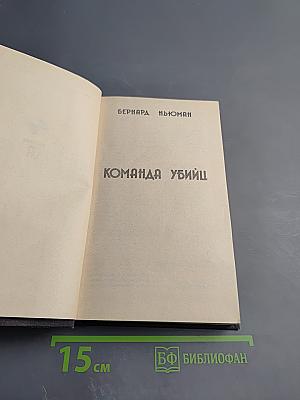 БЕРНАРД НЬЮМАН
КОМАНДА УБИЙЦ
15 см
БФ БИБЛИОФАН